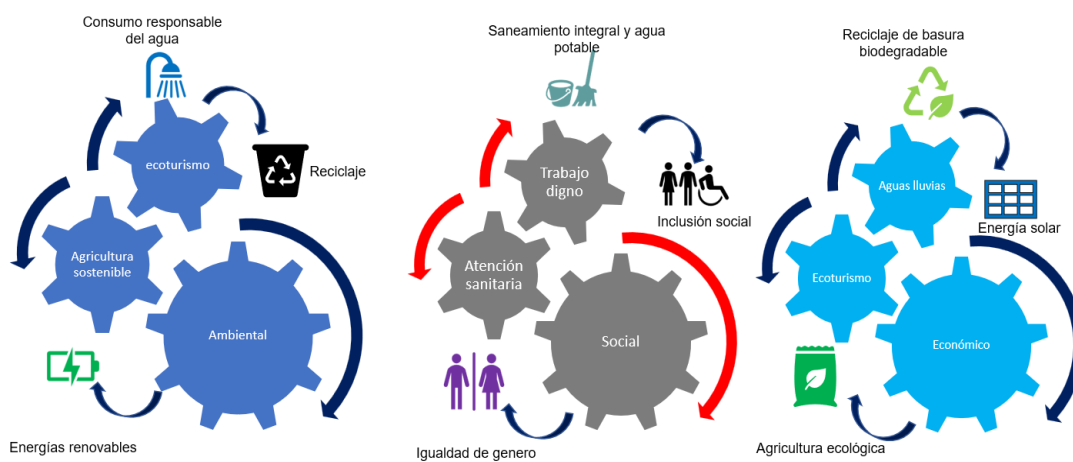 Consumo responsable
del agua
ecoturismo
Reciclaje
Agricultura
sostenible
Ambiental
Energías renovables
Saneamiento integral y agua
potable
Trabajo
digno
Inclusión social
Atención
sanitaria
Social
Igualdad de genero
Reciclaje de basura
biodegradable
Aguas lluvias
Energía solar
Ecoturismo
Económico
Agricultura ecológica